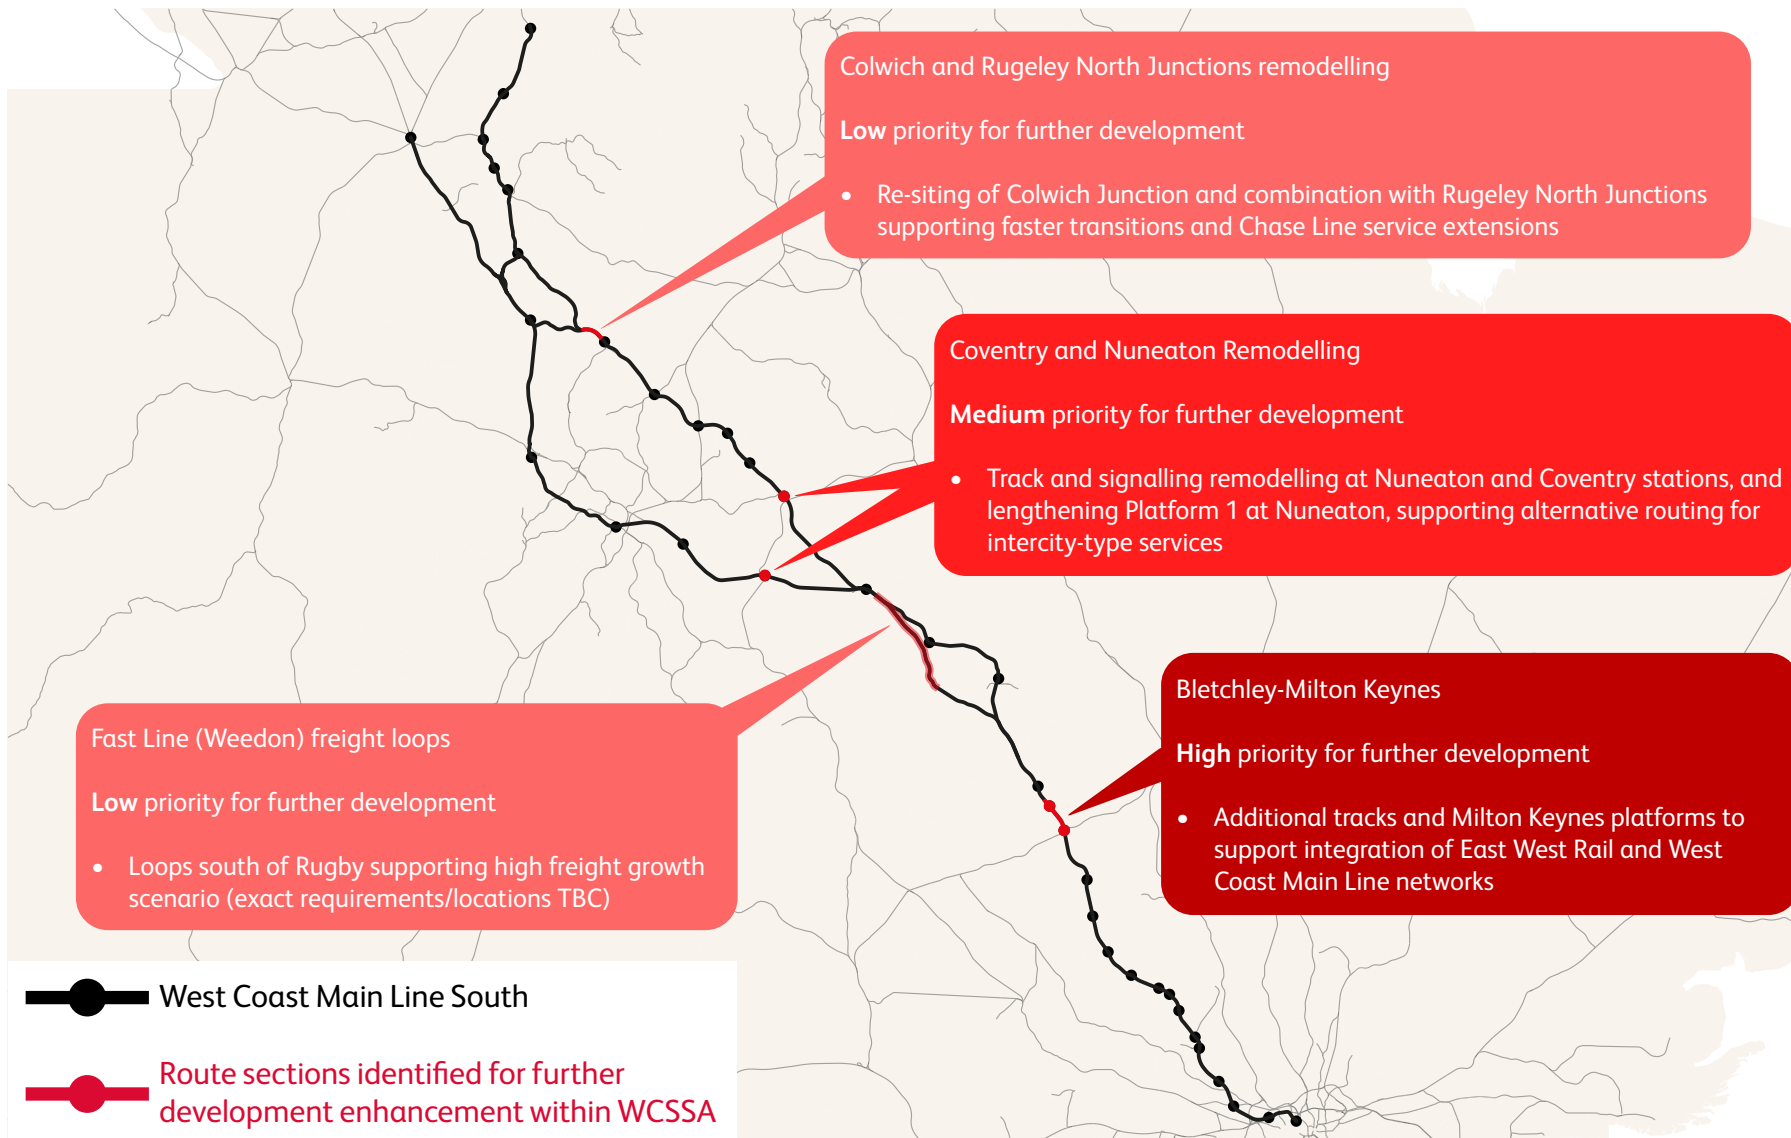 Colwich and Rugeley North Junctions remodelling
Low priority for further development
• Re-siting of Colwich Junction and combination with Rugeley North Junctions
supporting faster transitions and Chase Line service extensions
Coventry and Nuneaton Remodelling
Medium priority for further development
• Track and signalling remodelling at Nuneaton and Coventry stations, and
lengthening Platform 1 at Nuneaton, supporting alternative routing for
intercity-type services
Bletchley-Milton Keynes
High priority for further development
• Additional tracks and Milton Keynes platforms to
support integration of East West Rail and West
Coast Main Line networks
Fast Line (Weedon) freight loops
Low priority for further development
• Loops south of Rugby supporting high freight growth
scenario (exact requirements/locations TBC)
West Coast Main Line South
Route sections identified for further
development enhancement within WCSSA